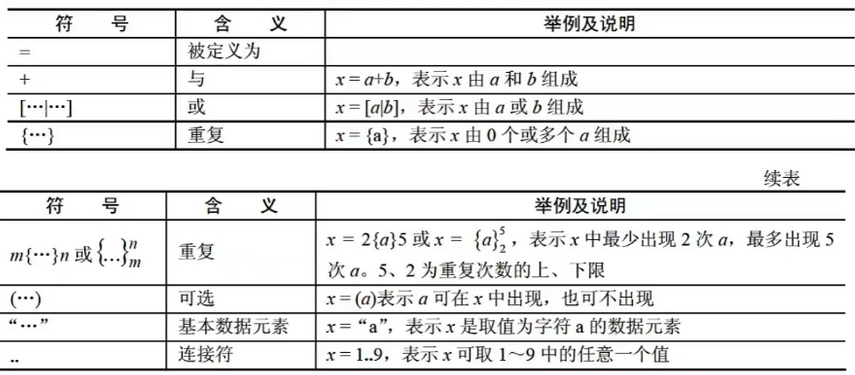 符 号 含 义 举例及说明
= 被定义为
+ 与 x = a+b，表示 x 由 a 和 b 组成
[…|…] 或 x = [a|b]，表示 x 由 a 或 b 组成
{…} 重复 x = {a}，表示 x 由 0 个或多个 a 组成
续表
符 号 含 义 举例及说明
m{…}n 或 {…}ⁿₘ 重复 x = 2{a}5 或 x = {a}⁵₂，表示 x 中最少出现 2 次 a，最多出现 5
次 a。5、2 为重复次数的上、下限
(…) 可选 x = (a)表示 a 可在 x 中出现，也可不出现
“…” 基本数据元素 x = “a”，表示 x 是取值为字符 a 的数据元素
.. 连接符 x = 1..9，表示 x 可取 1～9 中的任意一个值